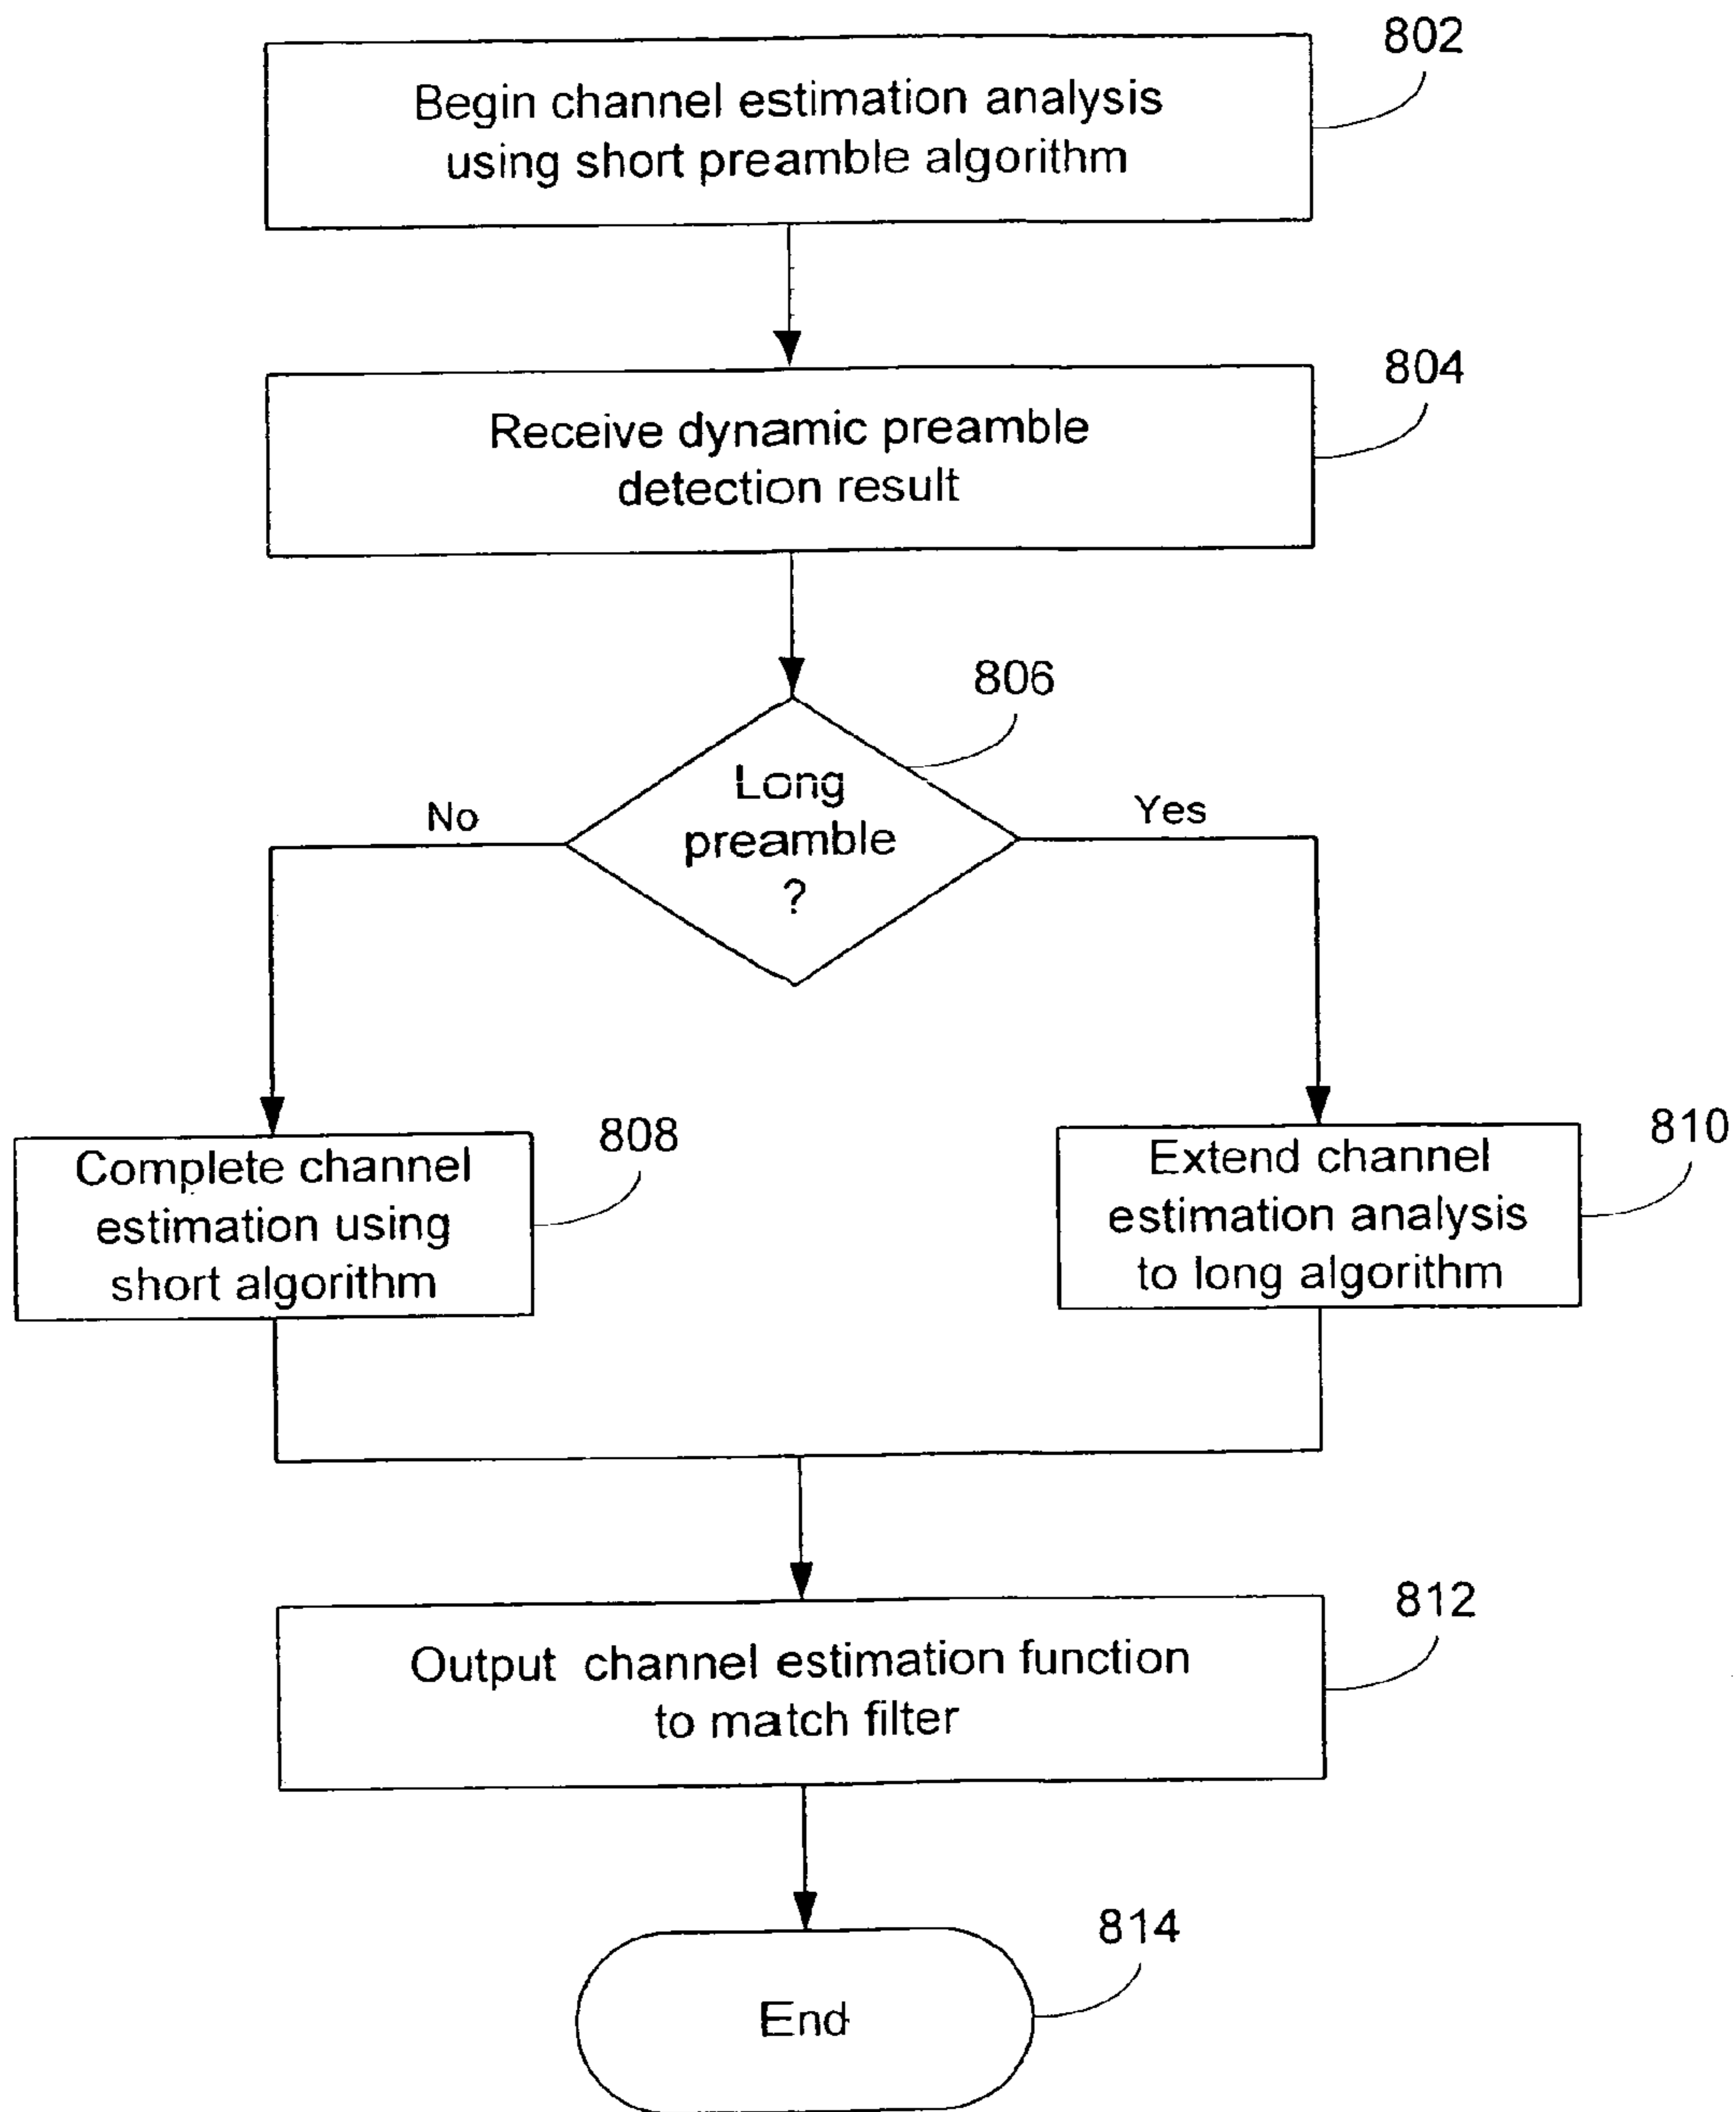 802
Begin channel estimation analysis
using short preamble algorithm
804
Receive dynamic preamble
detection result
806
Long
preamble
?
No
Yes
808
Complete channel
estimation using
short algorithm
810
Extend channel
estimation analysis
to long algorithm
812
Output channel estimation function
to match filter
814
End